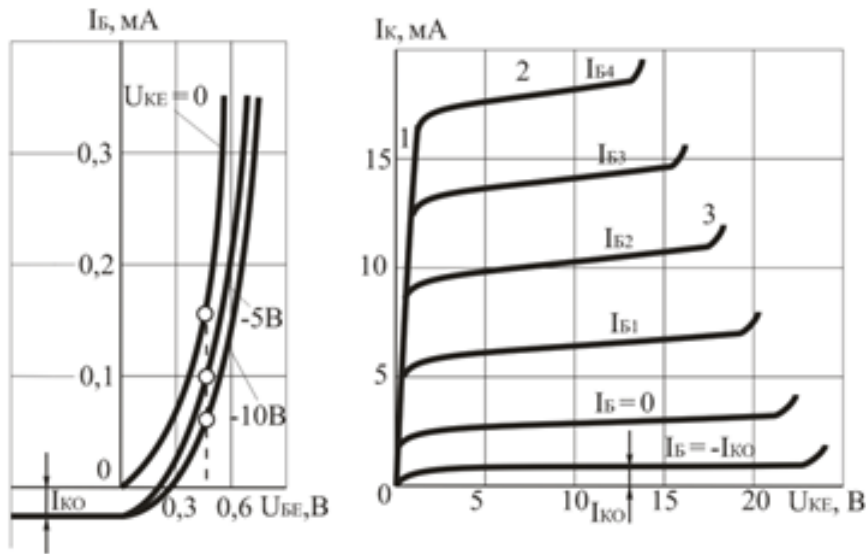 IБ, мА
UКЕ = 0
0,3
0,2
-5В
0,1
-10В
0
IКО
0,3 0,6 UБЕ,В
IК, мА
2
IБ4
1
15
IБ3
3
10
IБ2
IБ1
5
IБ = 0
IБ = -IКО
0
5 10 15 20 UКЕ, В
IКО